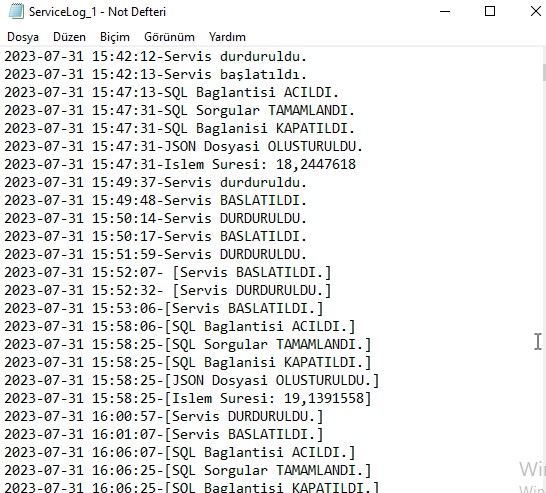 ServiceLog_1 - Not Defteri
Dosya Düzen Biçim Görünüm Yardım
2023-07-31 15:42:12-Servis durduruldu.
2023-07-31 15:42:13-Servis başlatıldı.
2023-07-31 15:47:13-SQL Baglantisi ACILDI.
2023-07-31 15:47:31-SQL Sorgular TAMAMLANDI.
2023-07-31 15:47:31-SQL Baglanisi KAPATILDI.
2023-07-31 15:47:31-JSON Dosyasi OLUSTURULDU.
2023-07-31 15:47:31-Islem Suresi: 18,2447618
2023-07-31 15:49:37-Servis durduruldu.
2023-07-31 15:49:48-Servis BASLATILDI.
2023-07-31 15:50:14-Servis DURDURULDU.
2023-07-31 15:50:17-Servis BASLATILDI.
2023-07-31 15:51:59-Servis DURDURULDU.
2023-07-31 15:52:07- [Servis BASLATILDI.]
2023-07-31 15:52:32- [Servis DURDURULDU.]
2023-07-31 15:53:06-[Servis BASLATILDI.]
2023-07-31 15:58:06-[SQL Baglantisi ACILDI.]
2023-07-31 15:58:25-[SQL Sorgular TAMAMLANDI.]
2023-07-31 15:58:25-[SQL Baglanisi KAPATILDI.]
2023-07-31 15:58:25-[JSON Dosyasi OLUSTURULDU.]
2023-07-31 15:58:25-[Islem Suresi: 19,1391558]
2023-07-31 16:00:57-[Servis DURDURULDU.]
2023-07-31 16:01:07-[Servis BASLATILDI.]
2023-07-31 16:06:07-[SQL Baglantisi ACILDI.]
2023-07-31 16:06:25-[SQL Sorgular TAMAMLANDI.]
2023-07-31 16:06:25-[SQL Baglantisi KAPATILDI.]